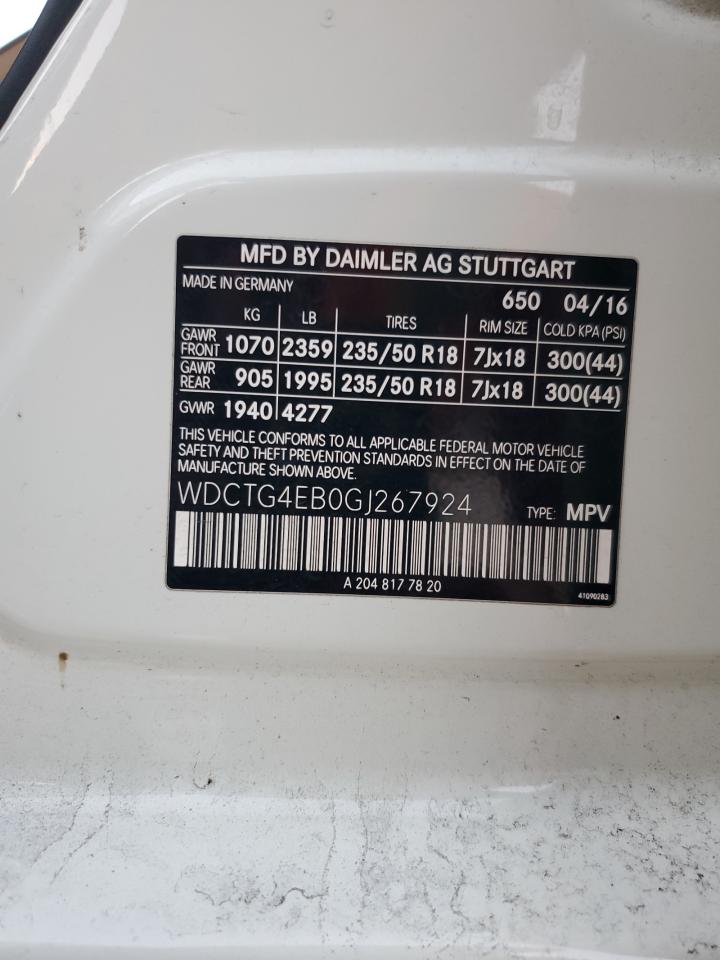 MFD BY DAIMLER AG STUTTGART
MADE IN GERMANY
650 04/16
KG LB TIRES RIM SIZE COLD KPA (PSI)
GAWR FRONT 1070 2359 235/50 R18 7Jx18 300(44)
GAWR REAR 905 1995 235/50 R18 7Jx18 300(44)
GVWR 1940 4277
THIS VEHICLE CONFORMS TO ALL APPLICABLE FEDERAL MOTOR VEHICLE
SAFETY AND THEFT PREVENTION STANDARDS IN EFFECT ON THE DATE OF
MANUFACTURE SHOWN ABOVE.
WDCTG4EB0GJ267924 TYPE: MPV
A 204 817 78 20
41090283